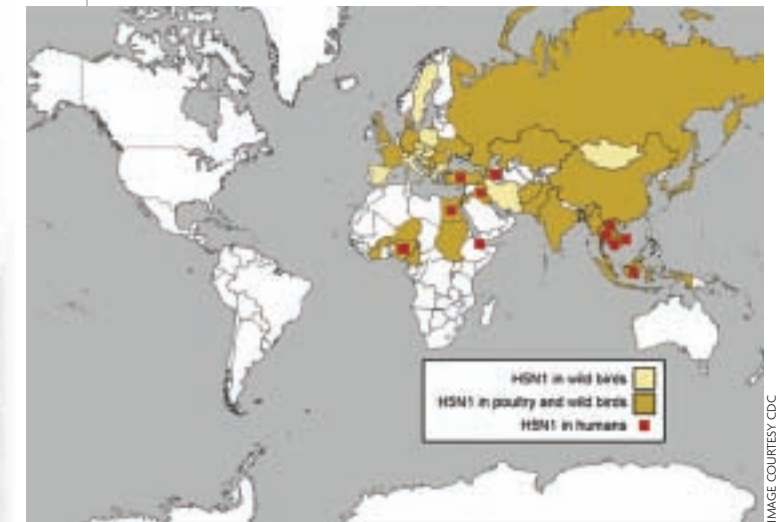 H5N1 in wild birds
H5N1 in poultry and wild birds
H5N1 in humans
IMAGE COURTESY CDC